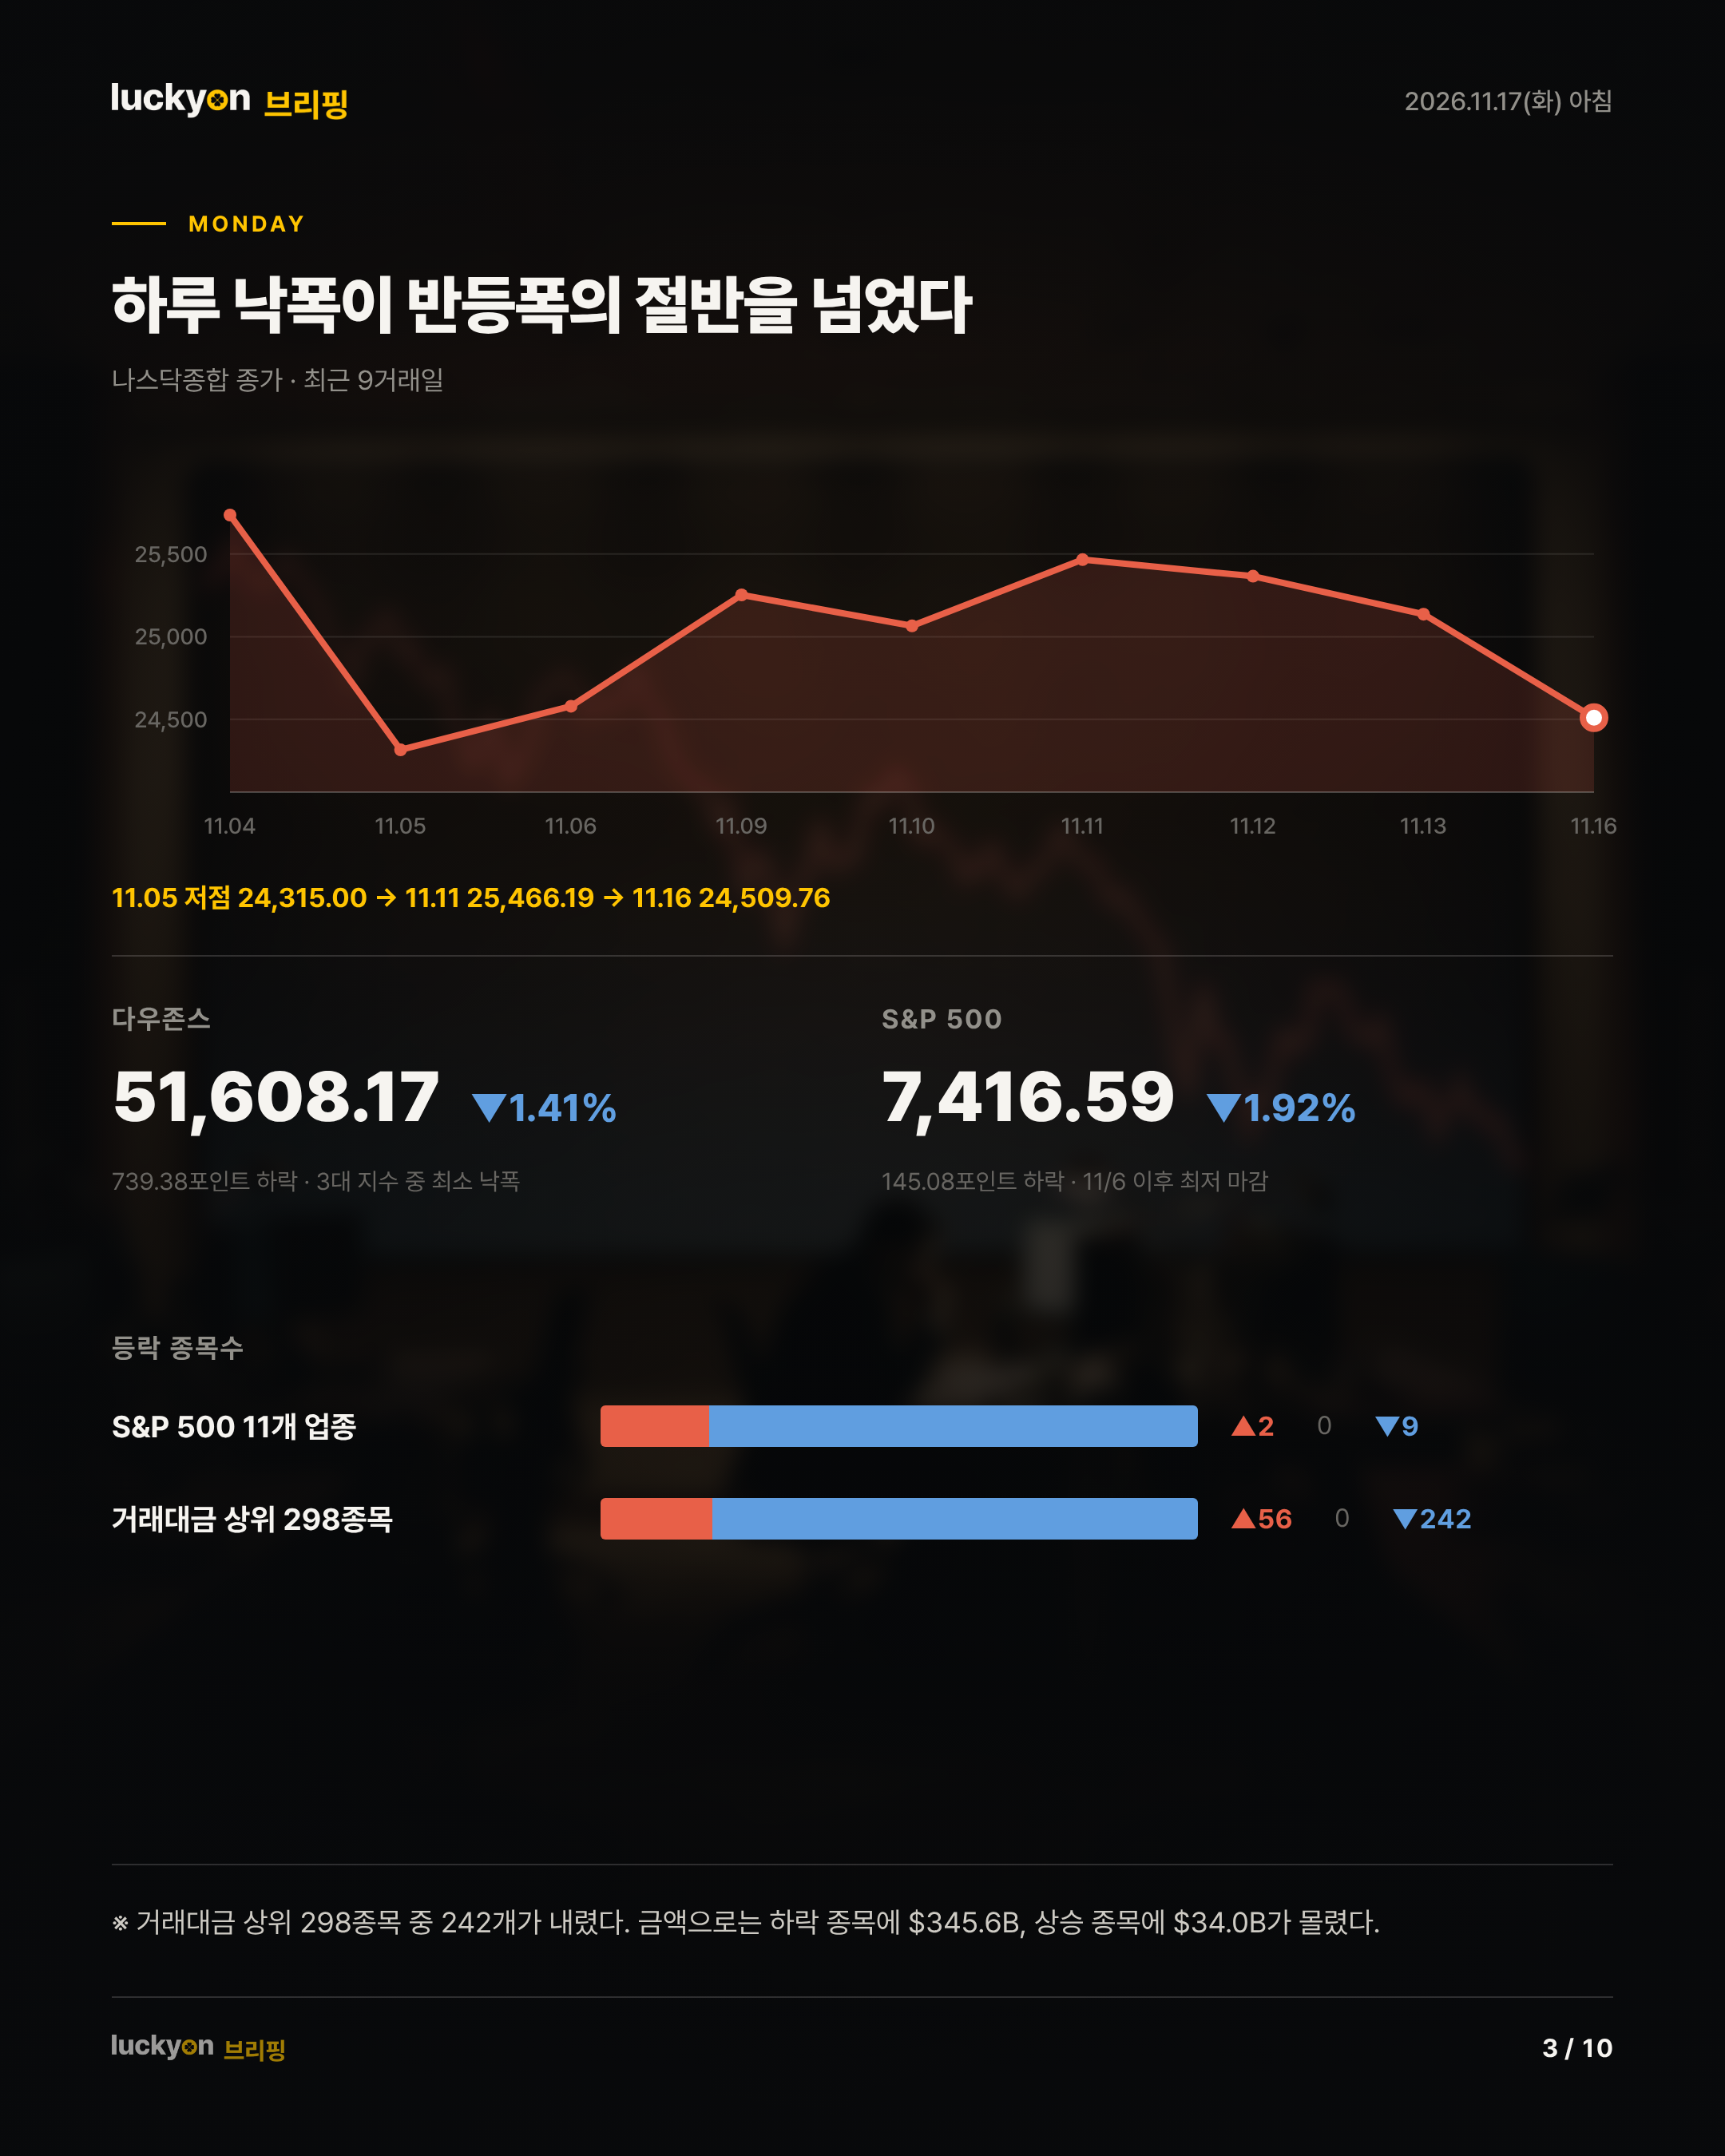 luckyon 브리핑
2026.11.17(화) 아침
MONDAY
하루 낙폭이 반등폭의 절반을 넘었다
나스닥종합 종가 · 최근 9거래일
25,500
25,000
24,500
11.04 11.05 11.06 11.09 11.10 11.11 11.12 11.13 11.16
11.05 저점 24,315.00 → 11.11 25,466.19 → 11.16 24,509.76
다우존스
51,608.17 ▼1.41%
739.38포인트 하락 · 3대 지수 중 최소 낙폭
S&P 500
7,416.59 ▼1.92%
145.08포인트 하락 · 11/6 이후 최저 마감
등락 종목수
S&P 500 11개 업종 ▲2 0 ▼9
거래대금 상위 298종목 ▲56 0 ▼242
※ 거래대금 상위 298종목 중 242개가 내렸다. 금액으로는 하락 종목에 $345.6B, 상승 종목에 $34.0B가 몰렸다.
luckyon 브리핑
3 / 10